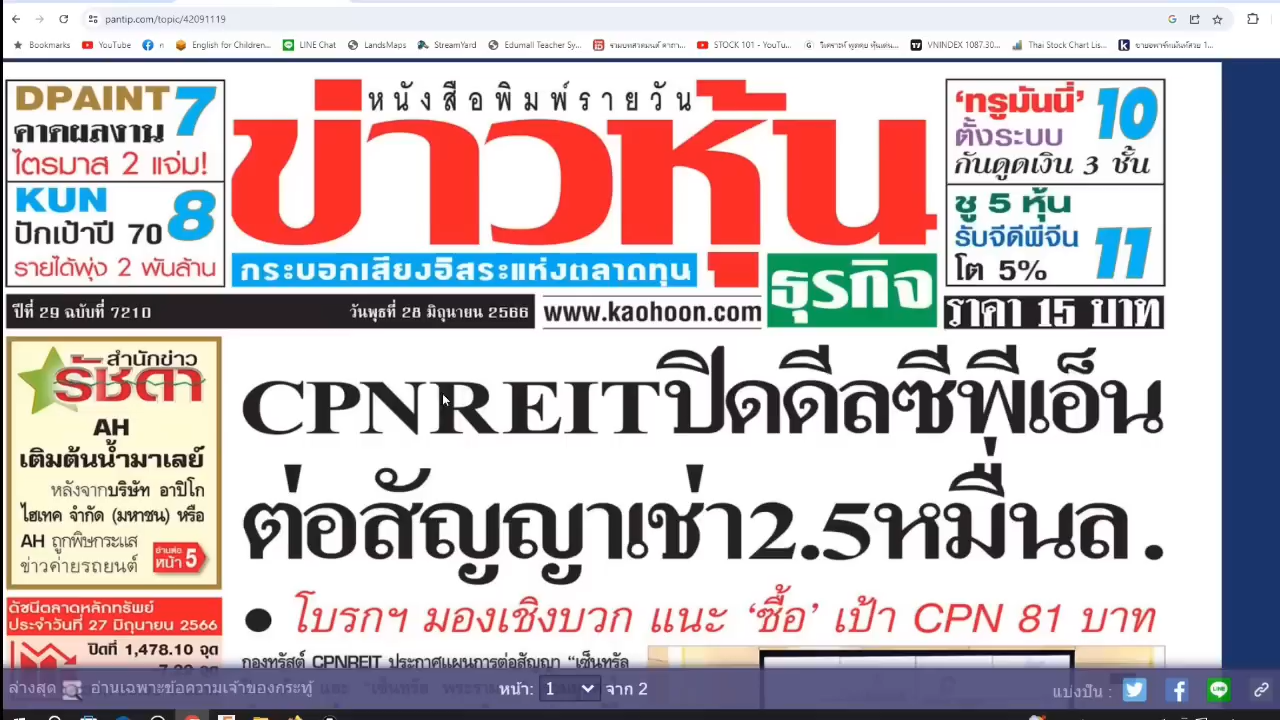 pantip.com/topic/42091119
Bookmarks YouTube n English for Children... LINE Chat LandsMaps StreamYard Edumall Teacher Sy... STOCK 101 - YouTu... VNINDEX 1087.30... Thai Stock Chart Lis...
DPAINT 7
คาดผลงาน
ไตรมาส 2 แจ่ม!
KUN 8
ปักเป้าปี 70
รายได้พุ่ง 2 พันล้าน
หนังสือพิมพ์รายวัน
ข่าวหุ้น
กระบอกเสียงอิสระแห่งตลาดทุน
ธุรกิจ
‘ทรูมันนี่’ 10
ตั้งระบบ
กันดูดเงิน 3 ชั้น
ชู 5 หุ้น
รับจีดีพีจีน 11
โต 5%
ปีที่ 29 ฉบับที่ 7210 วันพุธที่ 28 มิถุนายน 2566
www.kaohoon.com
ราคา 15 บาท
สำนักข่าว
รัชดา
AH
เติมต้นน้ำมาเลย์
หลังจากบริษัท อาปิโก
ไฮเทค จำกัด (มหาชน) หรือ
AH ถูกพิษกระแส
ข่าวค่ายรถยนต์
อ่านต่อ
หน้า 5
CPNREITปิดดีลซีพีเอ็น
ต่อสัญญาเช่า2.5หมื่นล.
● โบรกฯ มองเชิงบวก แนะ ‘ซื้อ’ เป้า CPN 81 บาท
ดัชนีตลาดหลักทรัพย์
ประจำวันที่ 27 มิถุนายน 2566
ปิดที่ 1,478.10 จุด
กองทรัสต์ CPNREIT ประกาศแผนการต่อสัญญา “เซ็นทรัล
ล่างสุด อ่านเฉพาะข้อความเจ้าของกระทู้
หน้า: 1 จาก 2
แบ่งปัน :